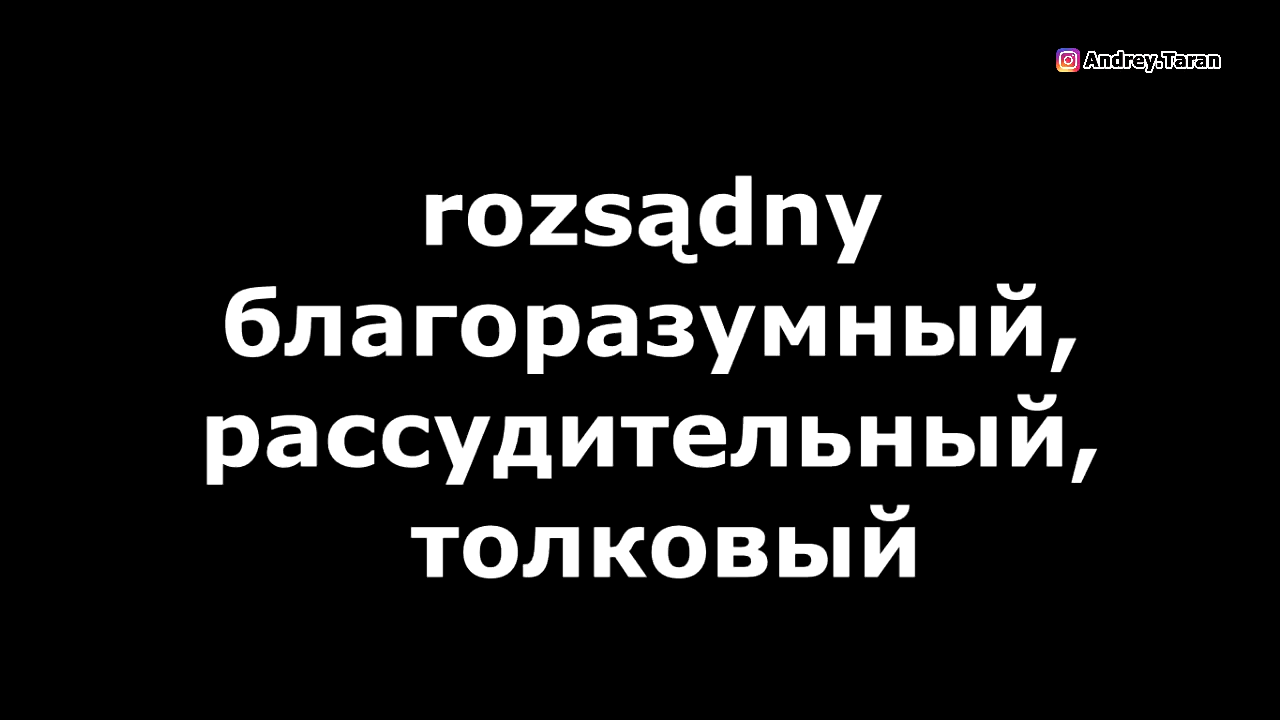 Andrey.Taran
rozsądny
благоразумный,
рассудительный,
толковый